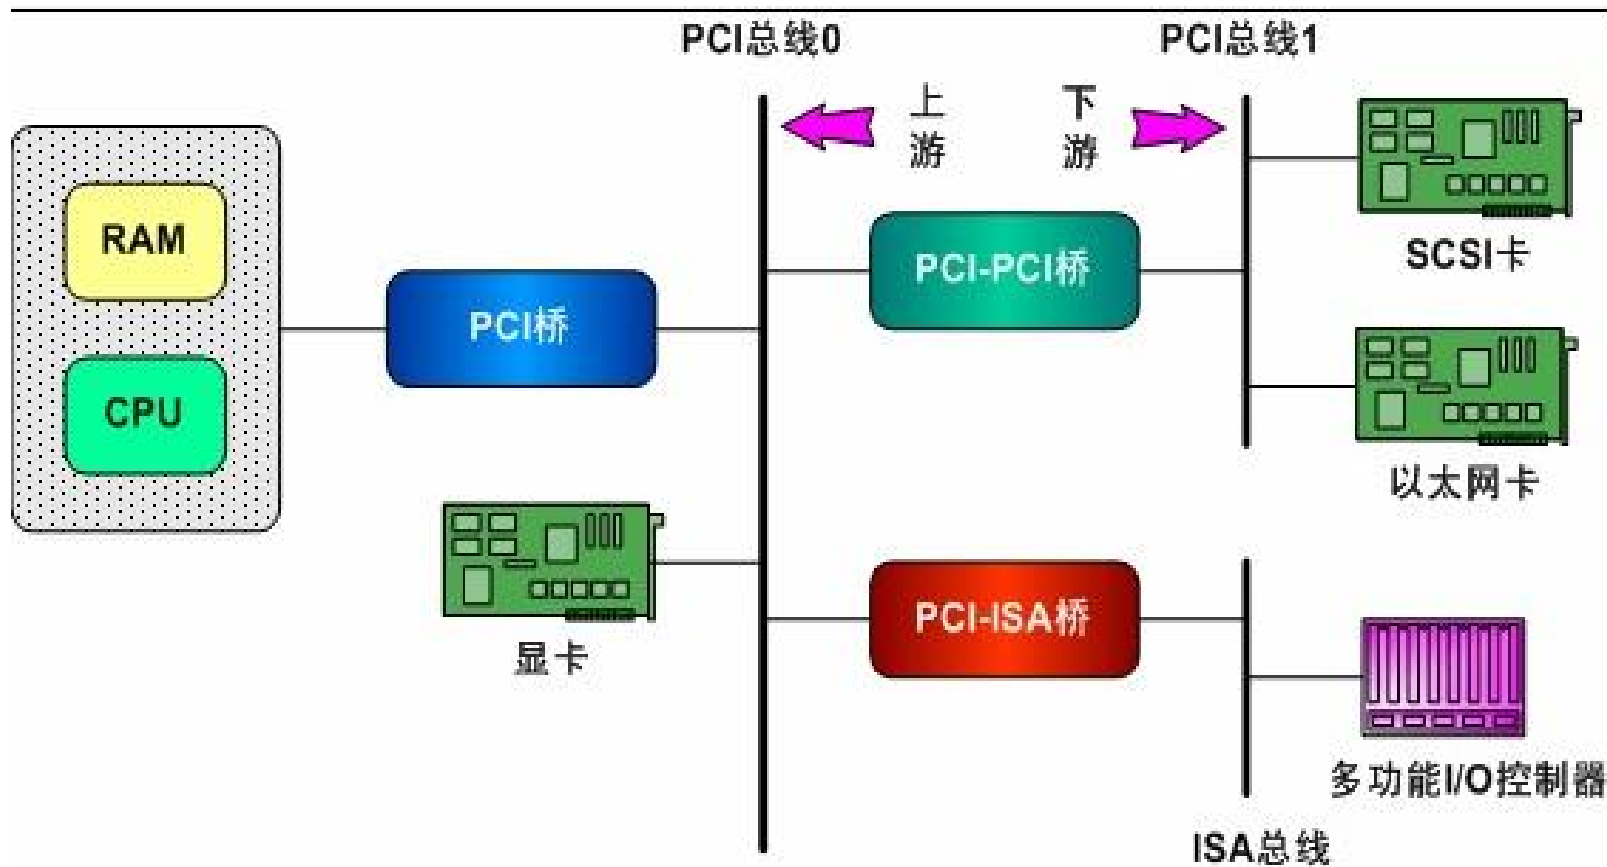 PCI总线0
PCI总线1
上游
下游
RAM
CPU
PCI桥
PCI-PCI桥
SCSI卡
以太网卡
显卡
PCI-ISA桥
多功能I/O控制器
ISA总线